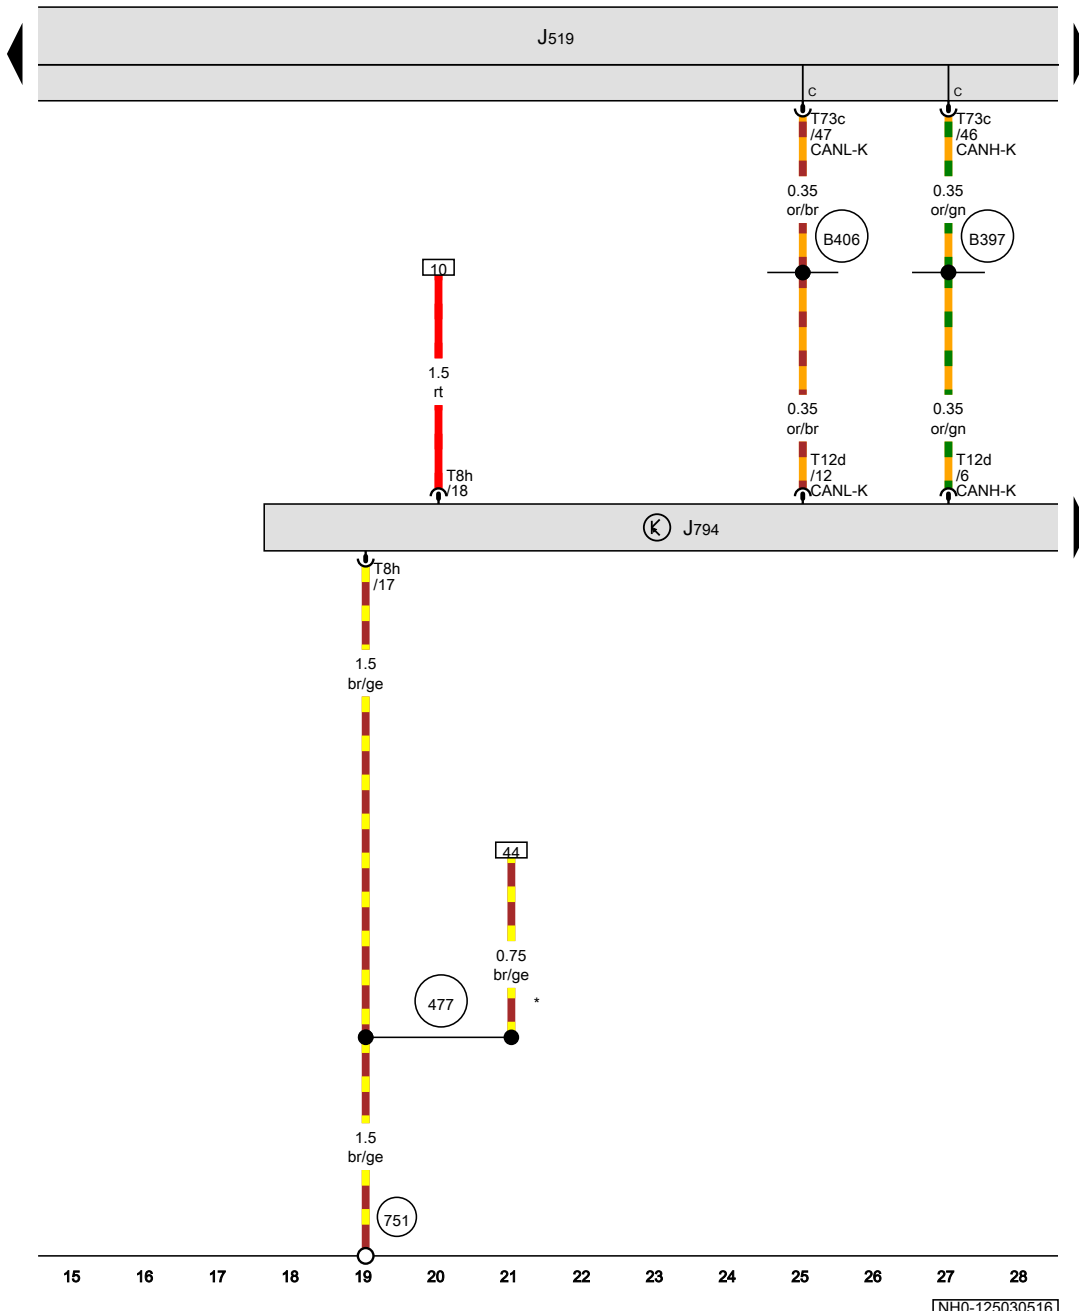 J519
C
C
T73c
/47
CANL-K
T73c
/46
CANH-K
0.35
or/br
0.35
or/gn
B406
B397
10
1.5
rt
0.35
or/br
0.35
or/gn
T8h
/18
T12d
/12
CANL-K
T12d
/6
CANH-K
K J794
T8h
/17
1.5
br/ge
44
0.75
br/ge
477
*
1.5
br/ge
751
15 16 17 18 19 20 21 22 23 24 25 26 27 28
NH0-125030516